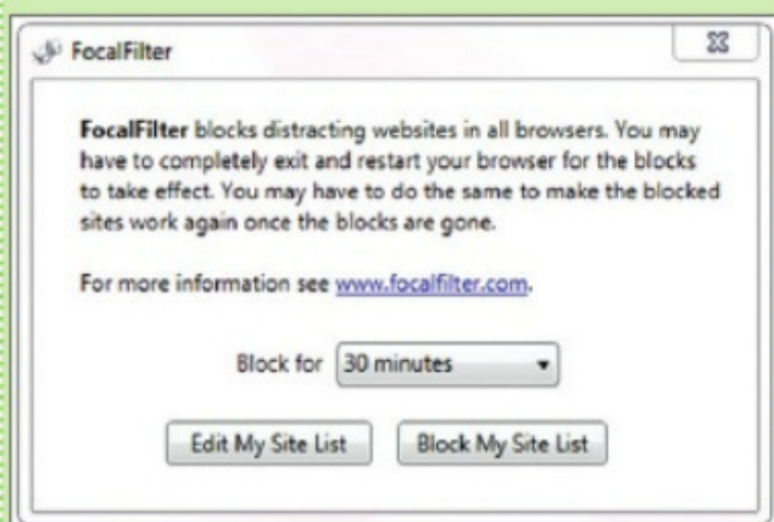 FocalFilter
FocalFilter blocks distracting websites in all browsers. You may
have to completely exit and restart your browser for the blocks
to take effect. You may have to do the same to make the blocked
sites work again once the blocks are gone.
For more information see www.focalfilter.com.
Block for 30 minutes
Edit My Site List Block My Site List